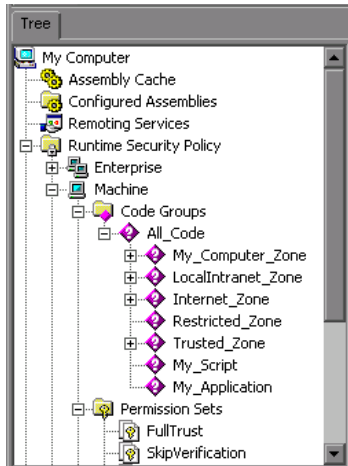 Tree
My Computer
Assembly Cache
Configured Assemblies
Remoting Services
Runtime Security Policy
Enterprise
Machine
Code Groups
All_Code
My_Computer_Zone
LocalIntranet_Zone
Internet_Zone
Restricted_Zone
Trusted_Zone
My_Script
My_Application
Permission Sets
FullTrust
SkipVerification